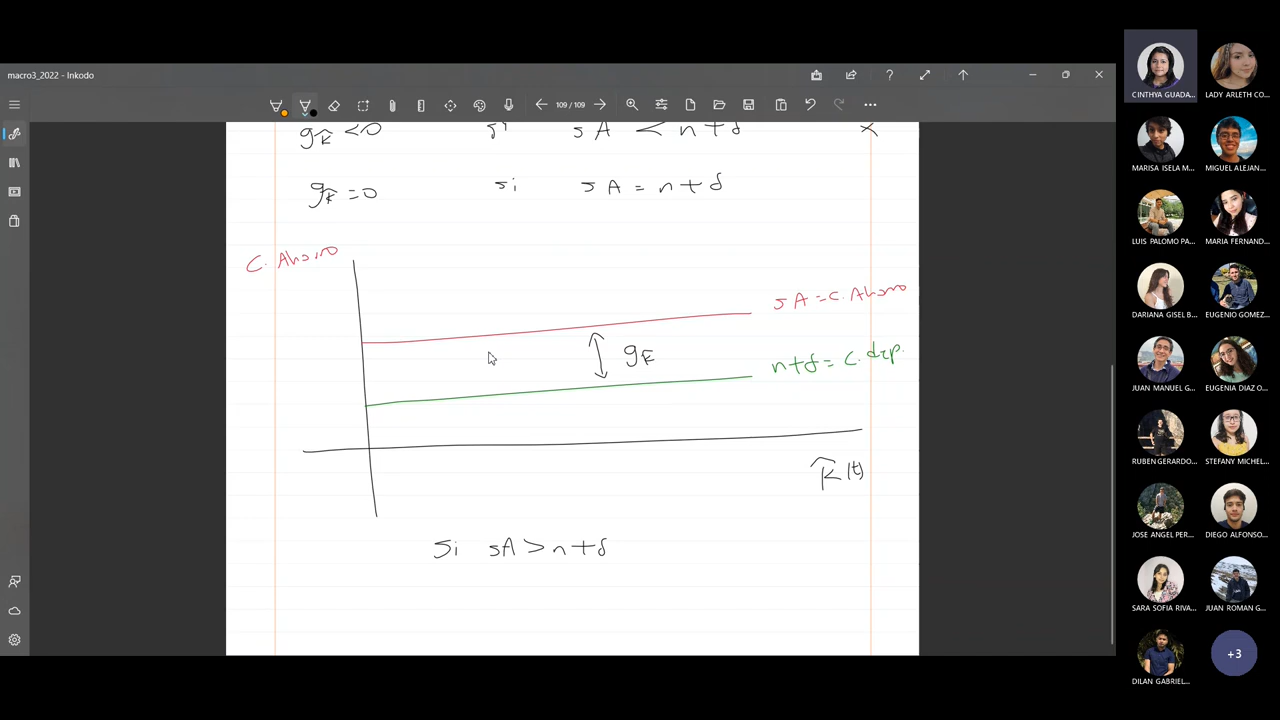 macro3_2022 - Inkodo
109 / 109
g_k̂ <0 si sA < n+δ
g_k̂ =0 si sA = n+δ
C. Ahorro
sA = C. Ahorro
g_k̂
n+δ = C. dep.
k̂(t)
Si sA > n+δ
CINTHYA GUADA...
LADY ARLETH CO...
MARISA ISELA M...
MIGUEL ALEJAN...
LUIS PALOMO PA...
MARIA FERNAND...
DARIANA GISEL B...
EUGENIO GOMEZ...
JUAN MANUEL G...
EUGENIA DIAZ O...
RUBEN GERARDO...
STEFANY MICHEL...
JOSE ANGEL PER...
DIEGO ALFONSO...
SARA SOFIA RIVA...
JUAN ROMAN G...
DILAN GABRIEL...
+3